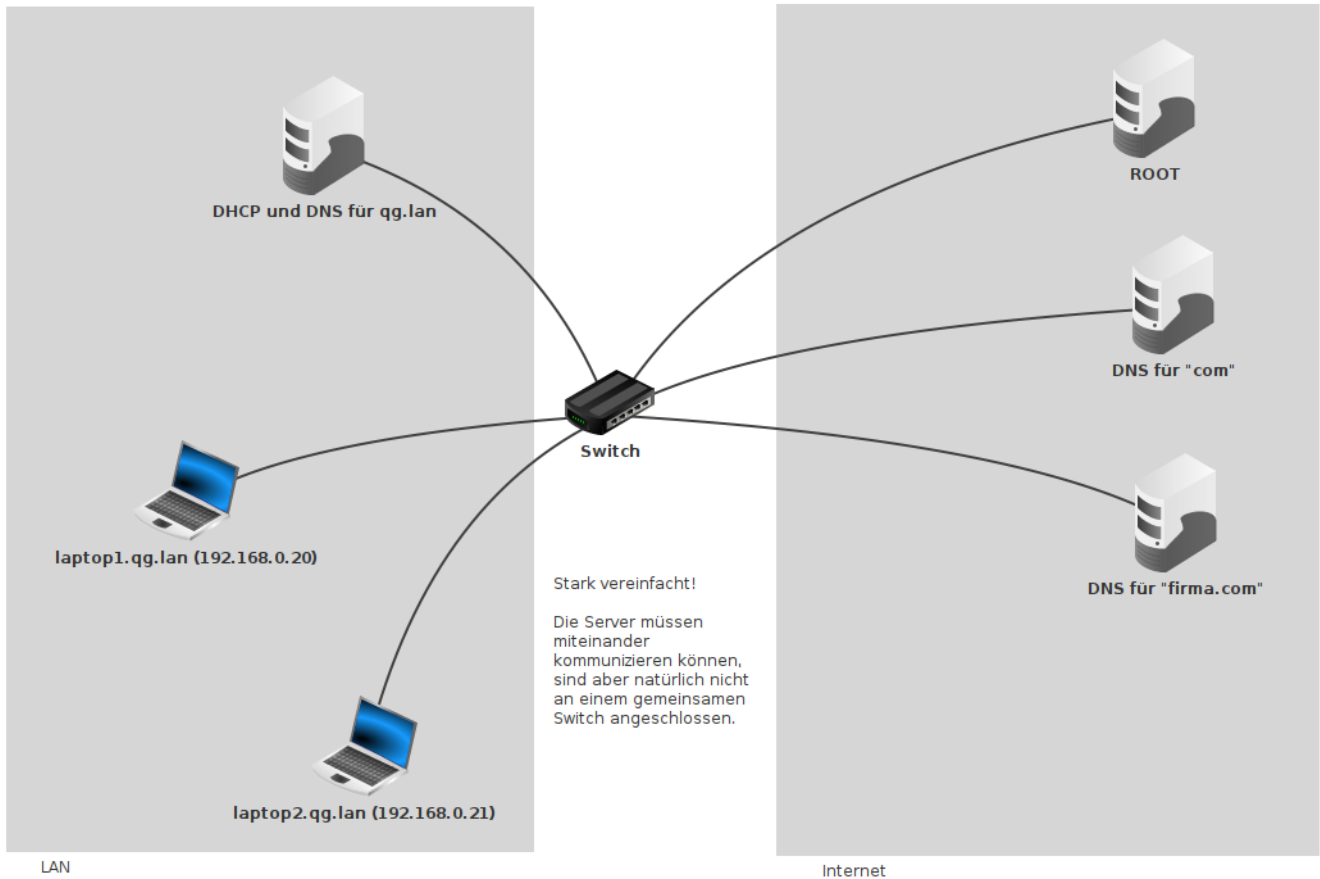 ROOT
DHCP und DNS für qg.lan
DNS für "com"
Switch
laptop1.qg.lan (192.168.0.20)
DNS für "firma.com"
Stark vereinfacht!
Die Server müssen
miteinander
kommunizieren können,
sind aber natürlich nicht
an einem gemeinsamen
Switch angeschlossen.
laptop2.qg.lan (192.168.0.21)
LAN
Internet